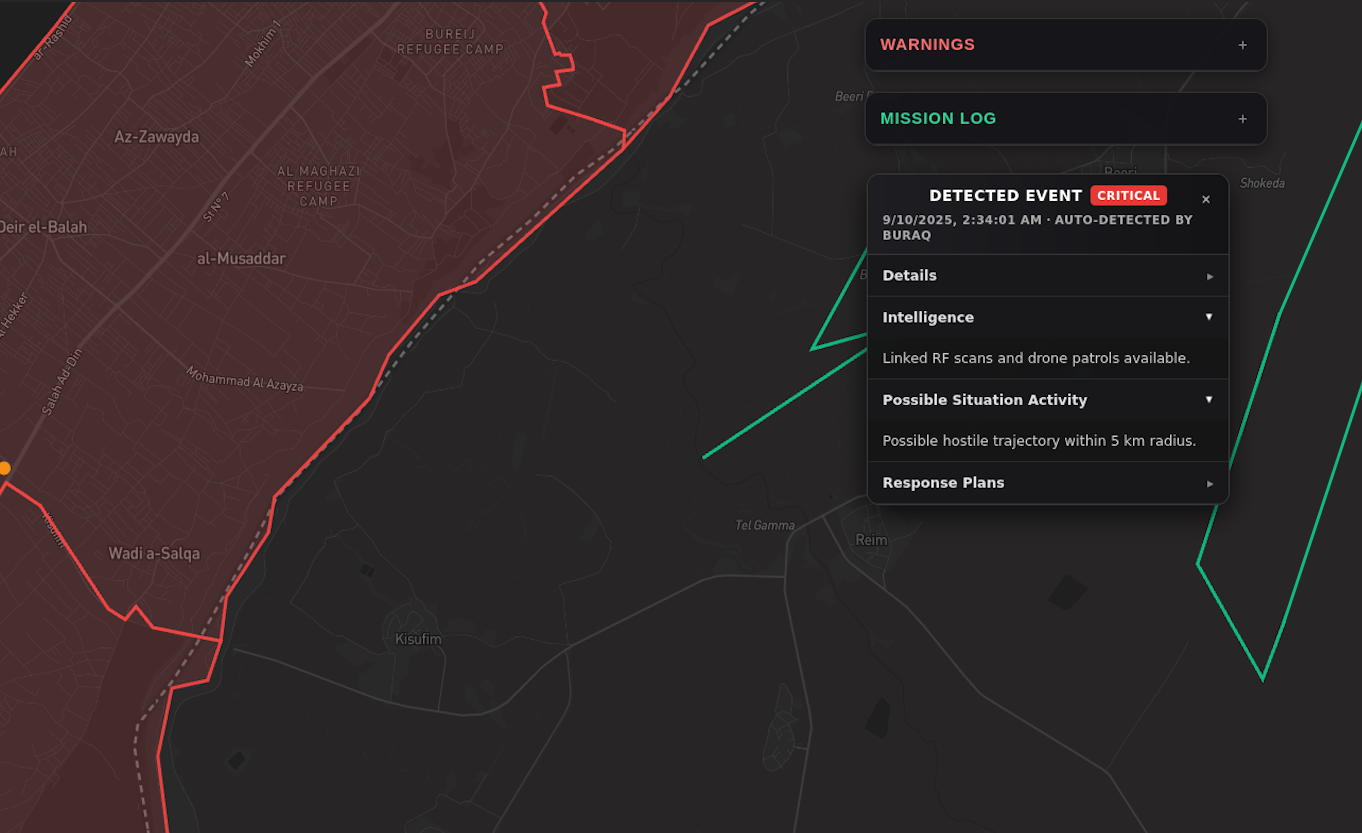 ar-Rashid
Mokhim 1
BUREIJ
REFUGEE CAMP
Az-Zawayda
AH
AL MAGHAZI
REFUGEE
CAMP
St N° 7
Deir el-Balah
al-Musaddar
Al Hekker
Salah Ad-Din
Mohammad Al Azayza
Kisufim
Wadi a-Salqa
Kisufim
Tel Gamma
Reim
Beeri
Beeri
Shokeda
WARNINGS +
MISSION LOG +
DETECTED EVENT CRITICAL ×
9/10/2025, 2:34:01 AM · AUTO-DETECTED BY
BURAQ
Details ▸
Intelligence ▾
Linked RF scans and drone patrols available.
Possible Situation Activity ▾
Possible hostile trajectory within 5 km radius.
Response Plans ▸